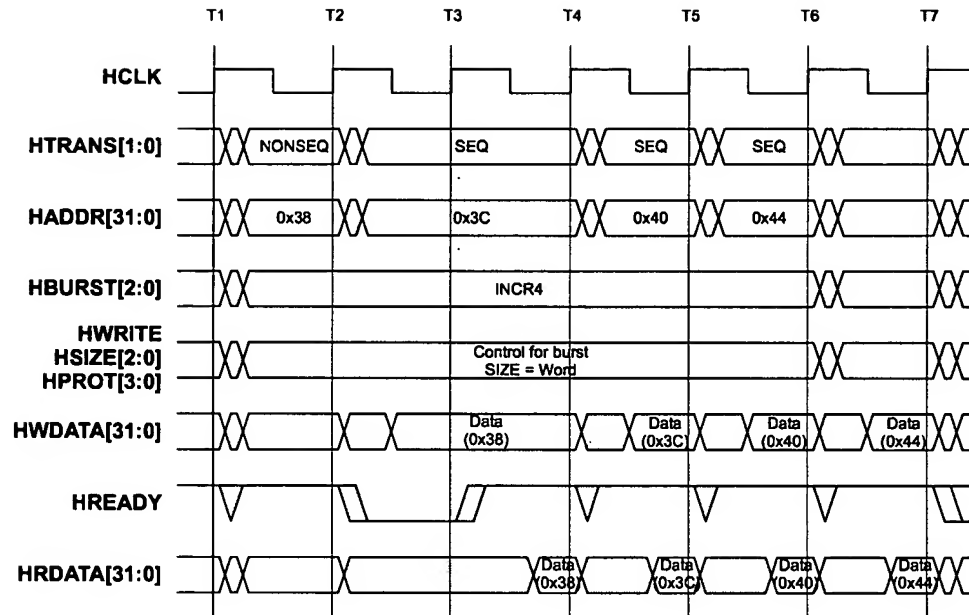 T1 T2 T3 T4 T5 T6 T7
HCLK
HTRANS[1:0] NONSEQ SEQ SEQ SEQ
HADDR[31:0] 0x38 0x3C 0x40 0x44
HBURST[2:0] INCR4
HWRITE
HSIZE[2:0] Control for burst
HPROT[3:0] SIZE = Word
HWDATA[31:0] Data (0x38) Data (0x3C) Data (0x40) Data (0x44)
HREADY
HRDATA[31:0] Data (0x38) Data (0x3C) Data (0x40) Data (0x44)